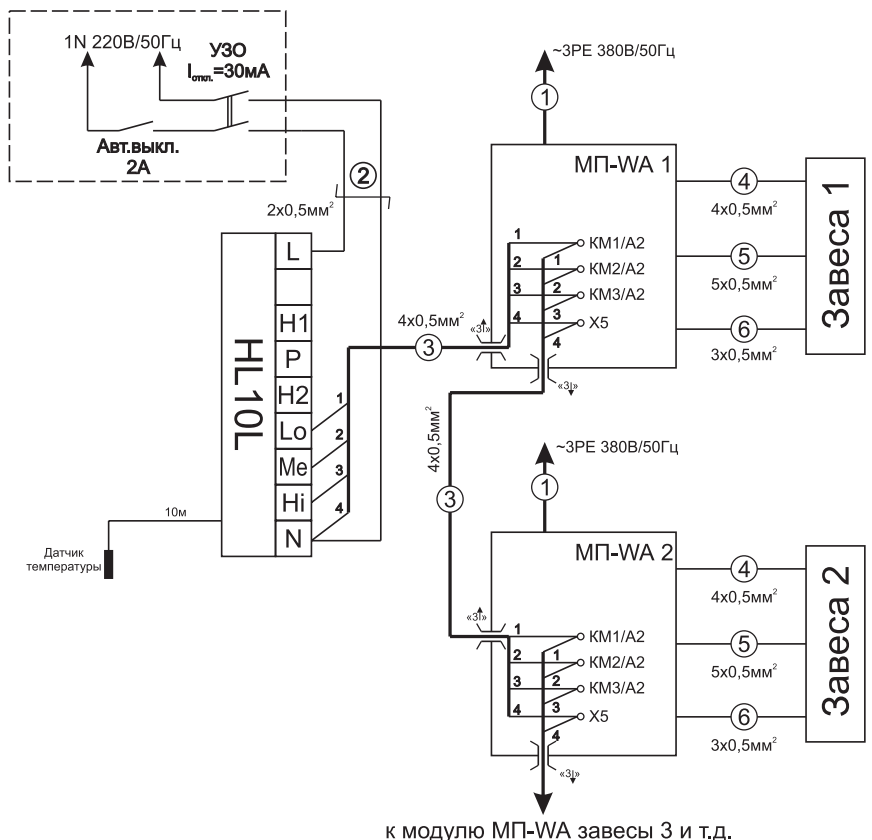 1N 220В/50Гц
УЗО
Iоткл.=30мА
Авт.выкл.
2А
2
2х0,5мм²
HL10L
L
H1
P
H2
Lo
Me
Hi
N
1
2
3
4
10м
Датчик
температуры
4х0,5мм²
3
«3І»
~3PE 380В/50Гц
1
МП-WA 1
1
2
3
4
КМ1/А2
КМ2/А2
КМ3/А2
Х5
1
2
3
4
«3І»
4
4х0,5мм²
5
5х0,5мм²
6
3х0,5мм²
Завеса 1
4х0,5мм²
3
~3PE 380В/50Гц
1
МП-WA 2
«3І»
1
2
3
4
КМ1/А2
КМ2/А2
КМ3/А2
Х5
1
2
3
4
«3І»
4
4х0,5мм²
5
5х0,5мм²
6
3х0,5мм²
Завеса 2
к модулю МП-WA завесы 3 и т.д.